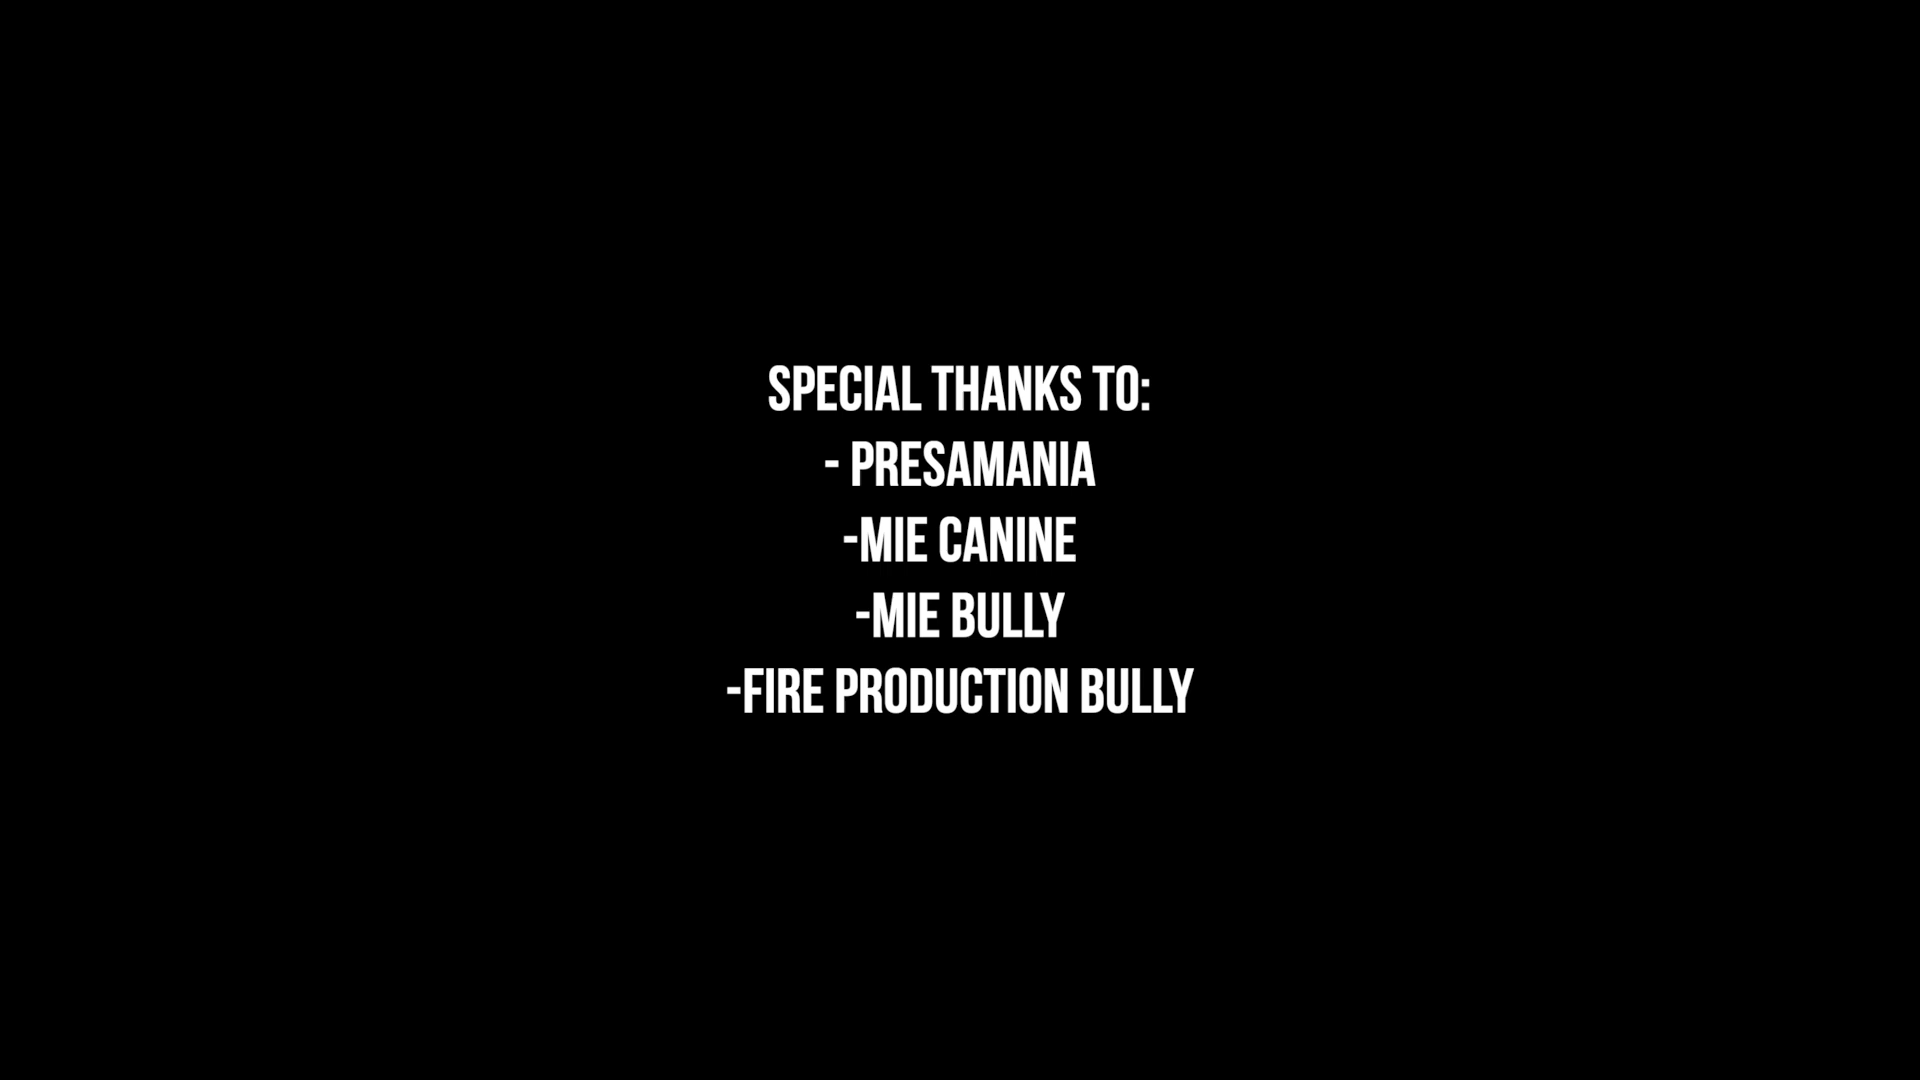 SPECIAL THANKS TO:
- PRESAMANIA
-MIE CANINE
-MIE BULLY
-FIRE PRODUCTION BULLY